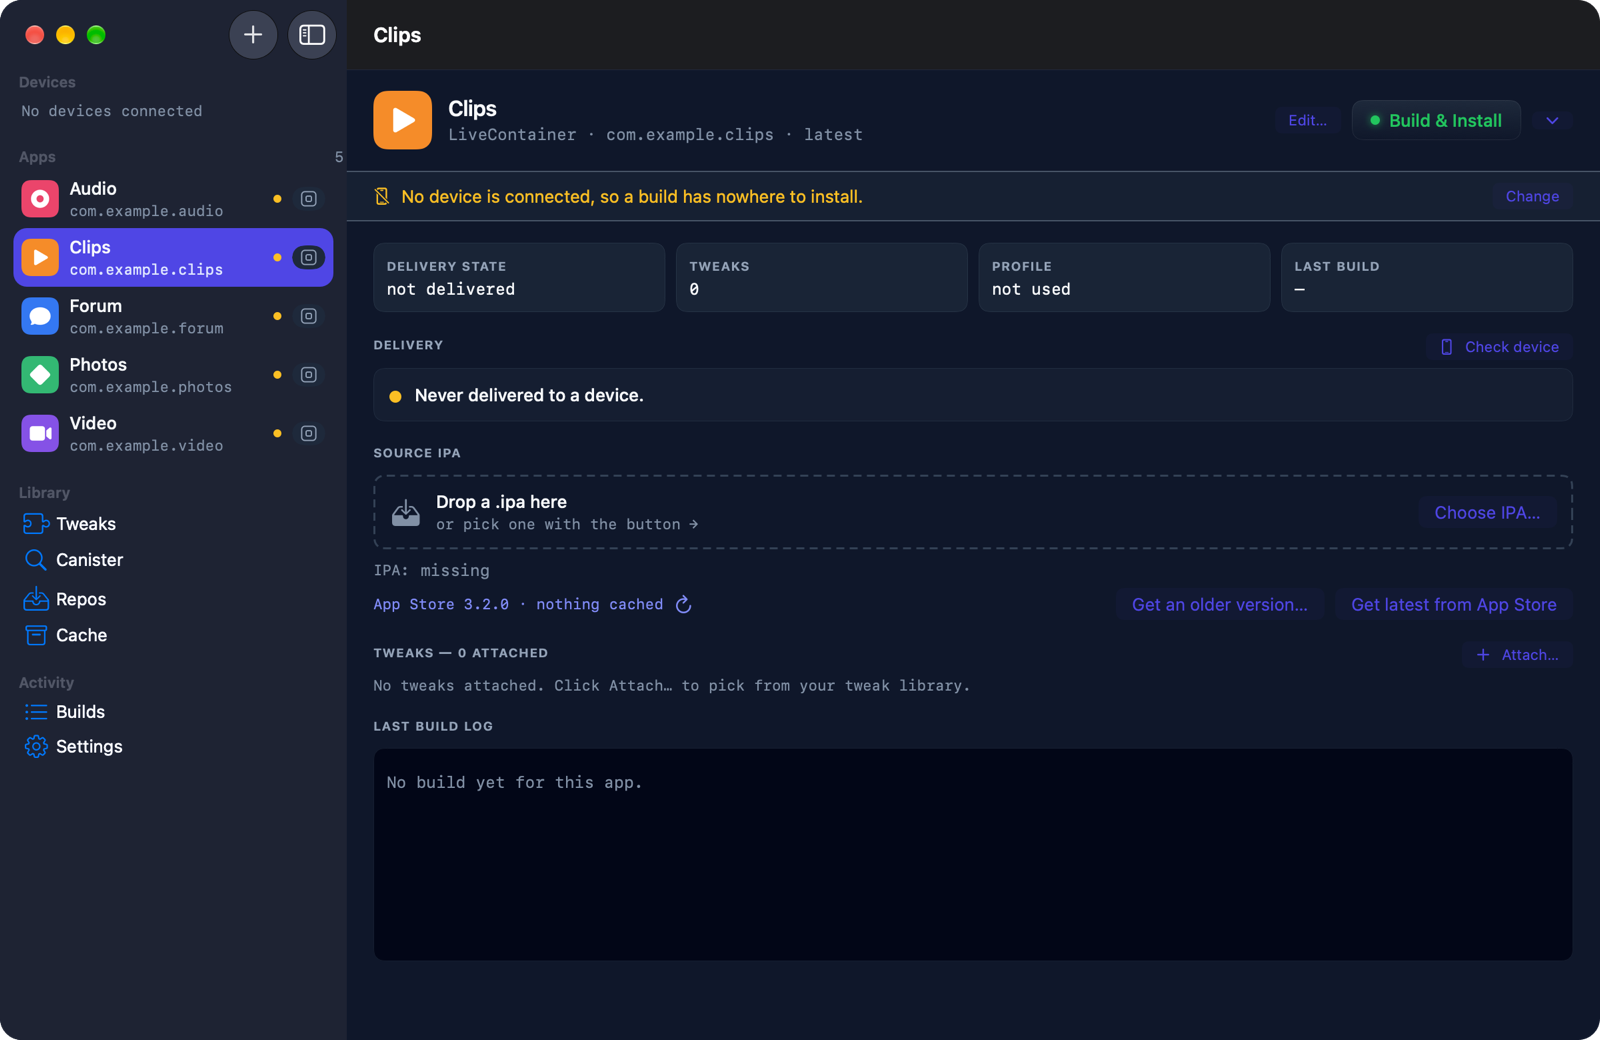 Clips
Devices
No devices connected
Apps 5
Audio
com.example.audio
Clips
com.example.clips
Forum
com.example.forum
Photos
com.example.photos
Video
com.example.video
Library
Tweaks
Canister
Repos
Cache
Activity
Builds
Settings
Clips
LiveContainer · com.example.clips · latest
Edit...
Build & Install
No device is connected, so a build has nowhere to install.
Change
DELIVERY STATE
not delivered
TWEAKS
0
PROFILE
not used
LAST BUILD
—
DELIVERY
Check device
Never delivered to a device.
SOURCE IPA
Drop a .ipa here
or pick one with the button →
Choose IPA...
IPA: missing
App Store 3.2.0 · nothing cached
Get an older version...
Get latest from App Store
TWEAKS — 0 ATTACHED
+ Attach...
No tweaks attached. Click Attach… to pick from your tweak library.
LAST BUILD LOG
No build yet for this app.